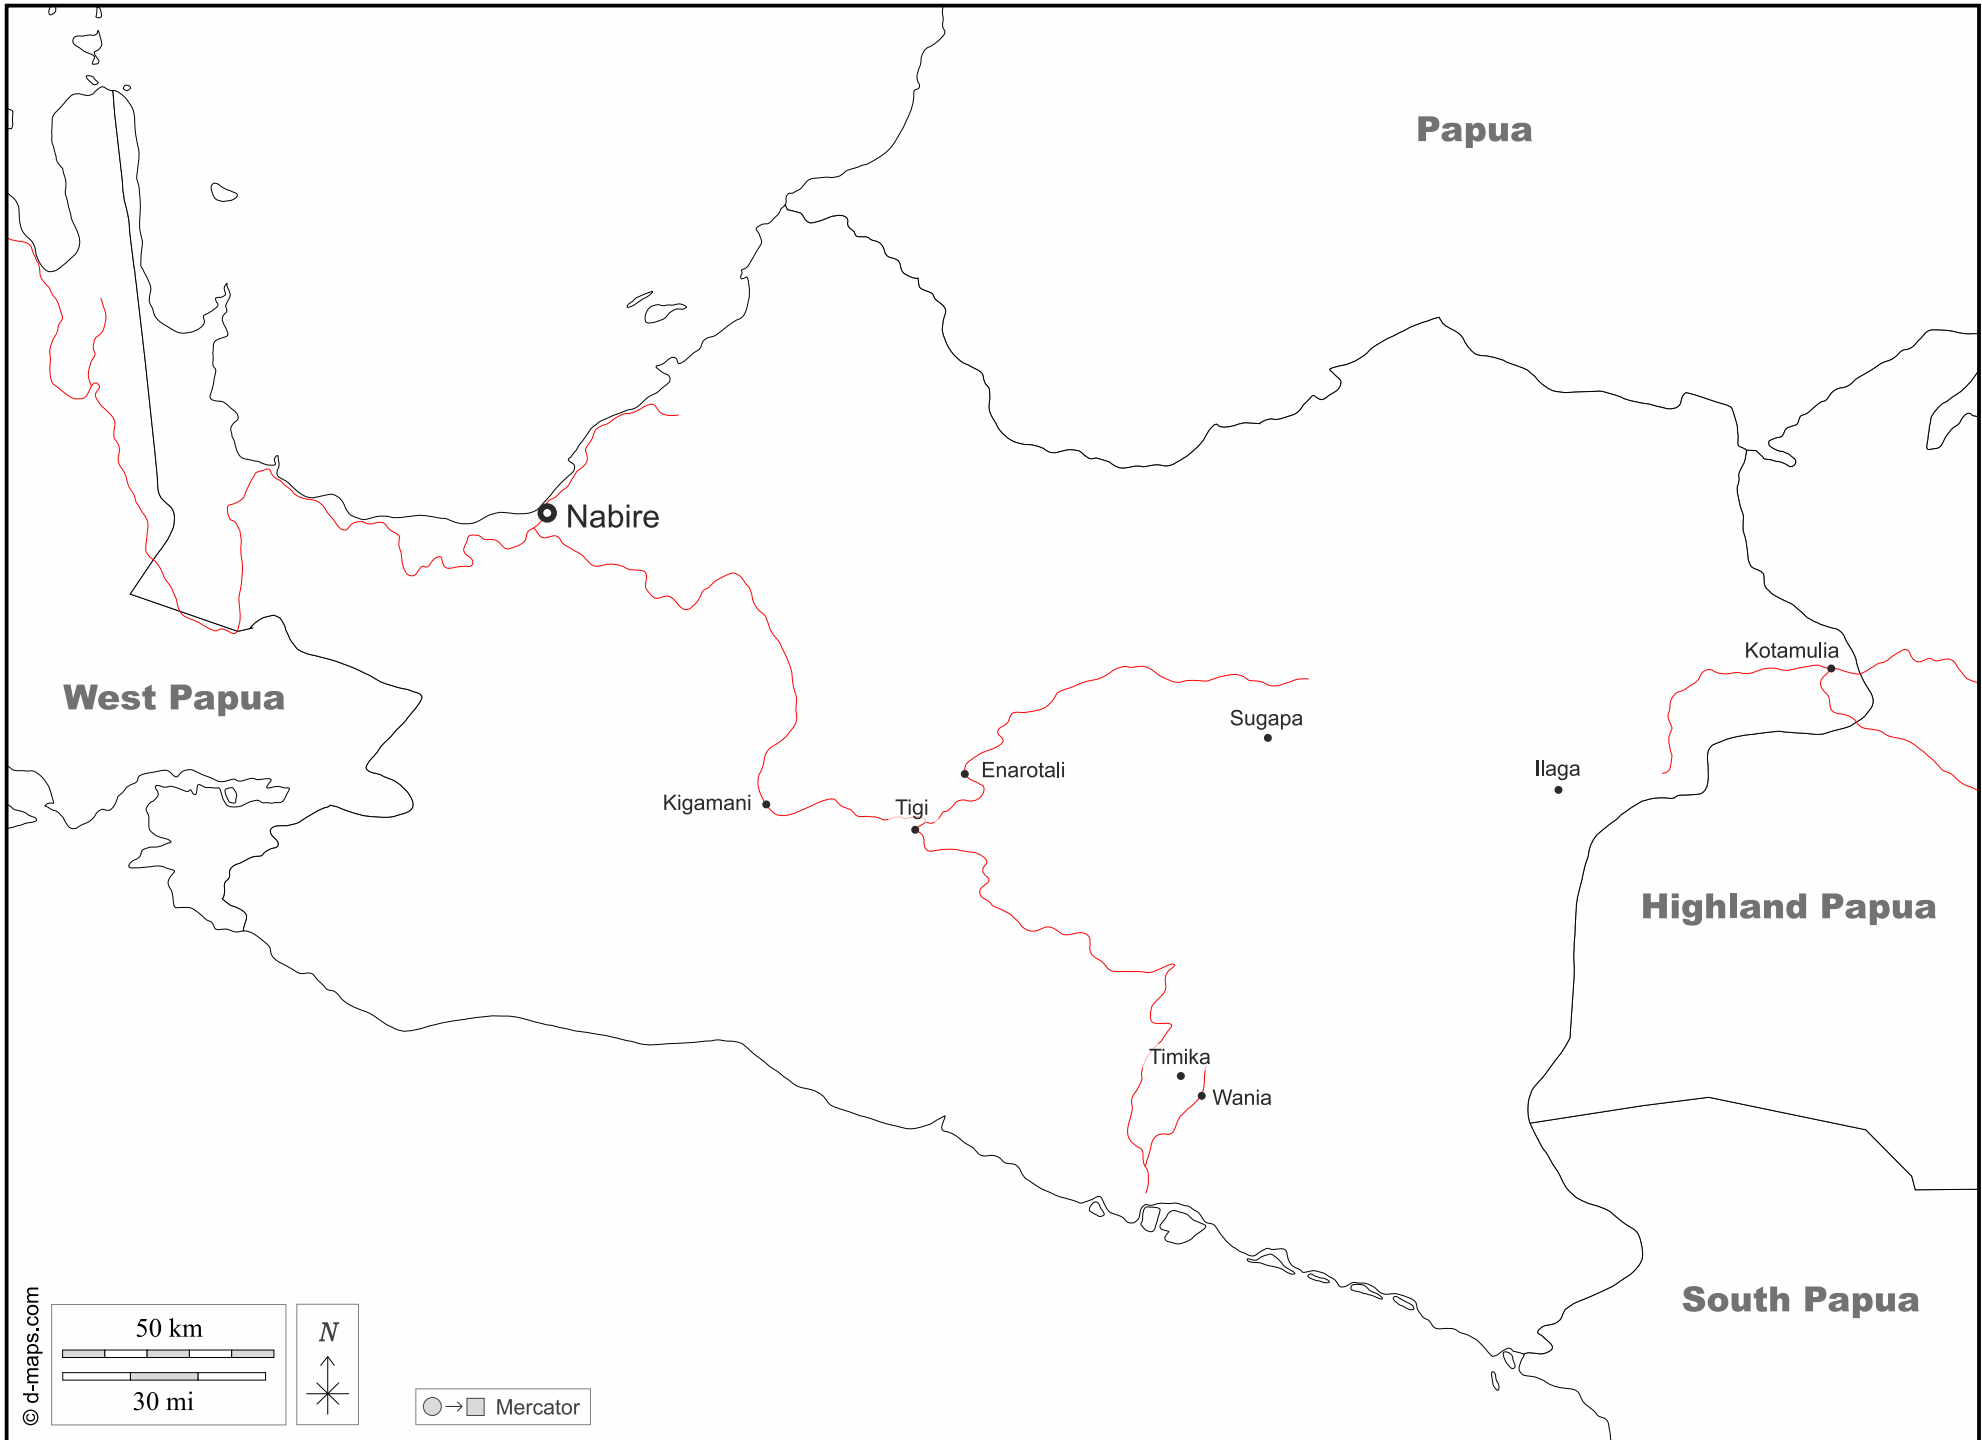 Papua
Nabire
Kotamulia
West Papua
Sugapa
Enarotali
Ilaga
Kigamani
Tigi
Highland Papua
Timika
Wania
South Papua
50 km
30 mi
N
Mercator
© d-maps.com